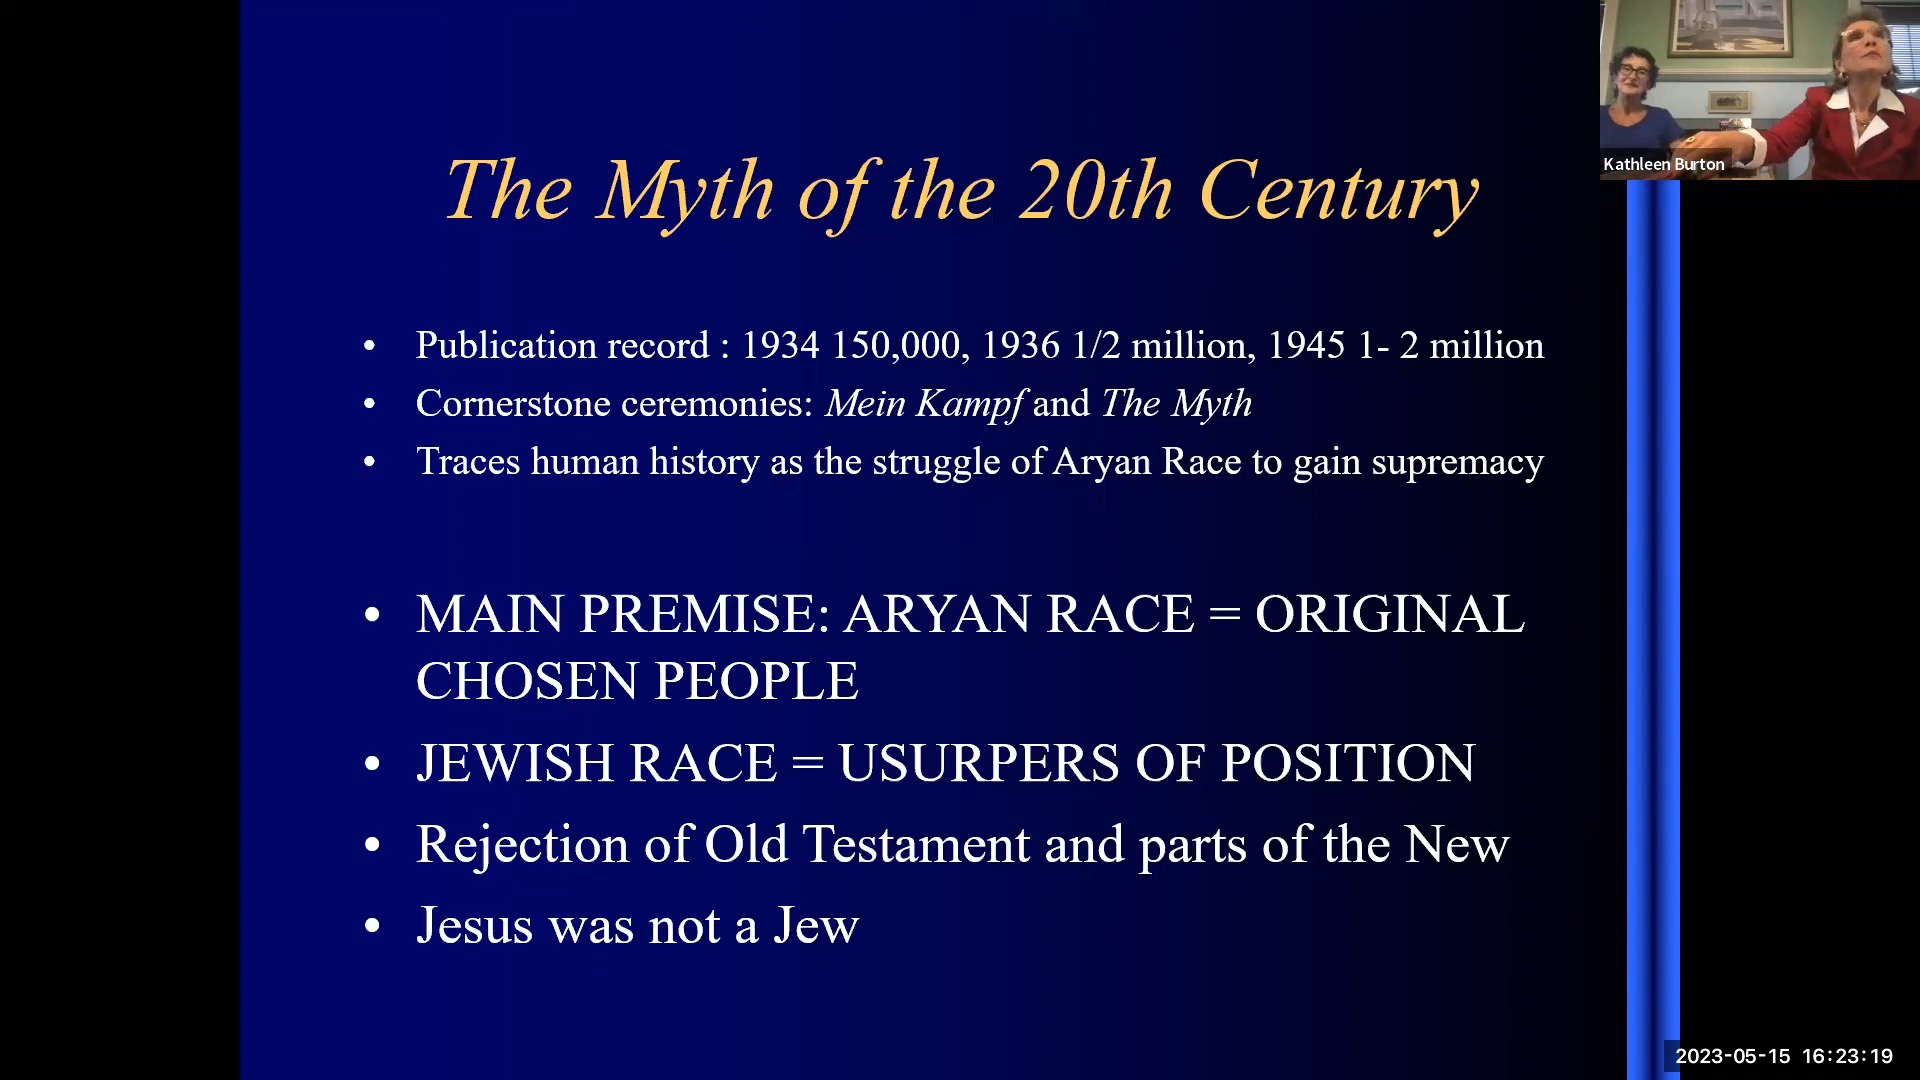 The Myth of the 20th Century
• Publication record : 1934 150,000, 1936 1/2 million, 1945 1- 2 million
• Cornerstone ceremonies: Mein Kampf and The Myth
• Traces human history as the struggle of Aryan Race to gain supremacy
• MAIN PREMISE: ARYAN RACE = ORIGINAL
CHOSEN PEOPLE
• JEWISH RACE = USURPERS OF POSITION
• Rejection of Old Testament and parts of the New
• Jesus was not a Jew
Kathleen Burton
2023-05-15 16:23:19